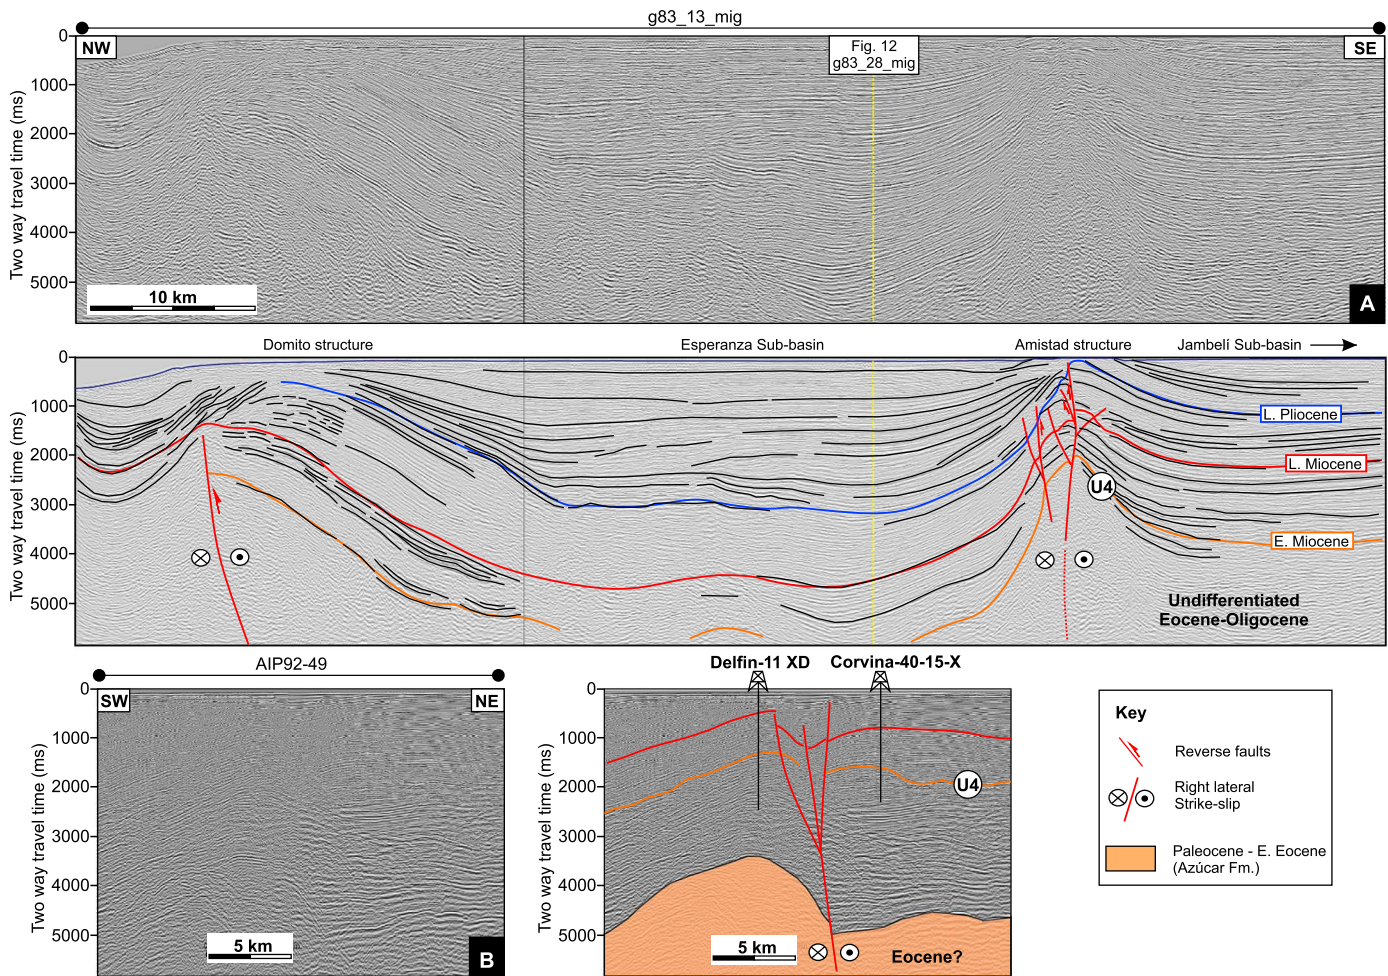 g83_13_mig
NW
Fig. 12
g83_28_mig
SE
Two way travel time (ms)
0
1000
2000
3000
4000
5000
10 km
A
Domito structure
Esperanza Sub-basin
Amistad structure
Jambelí Sub-basin
Two way travel time (ms)
0
1000
2000
3000
4000
5000
L. Pliocene
L. Miocene
U4
E. Miocene
Undifferentiated
Eocene-Oligocene
AIP92-49
SW
NE
Two way travel time (ms)
0
1000
2000
3000
4000
5000
5 km
B
Delfin-11 XD
Corvina-40-15-X
Two way travel time (ms)
0
1000
2000
3000
4000
5000
U4
5 km
Eocene?
Key
Reverse faults
Right lateral
Strike-slip
Paleocene - E. Eocene
(Azúcar Fm.)